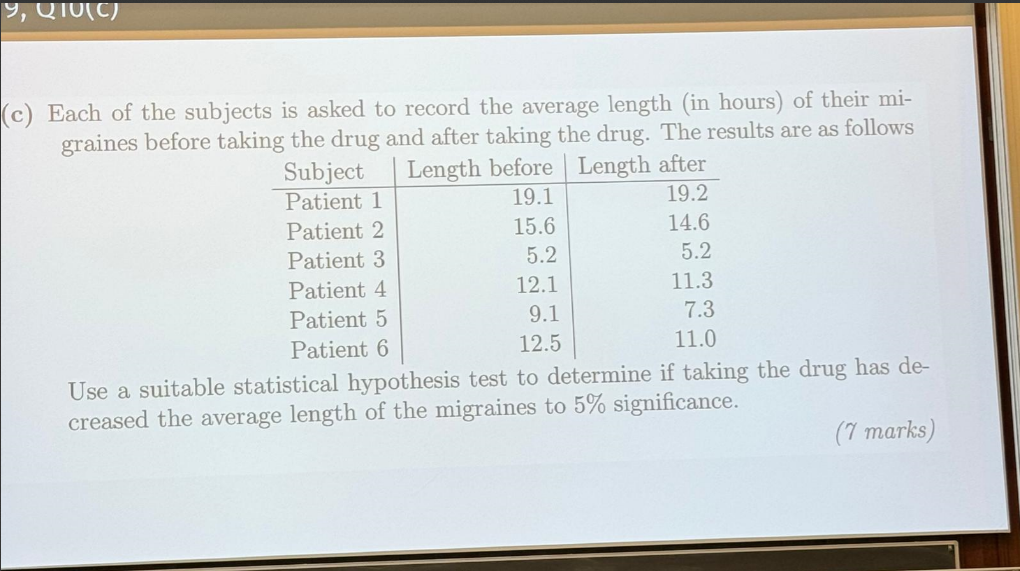 9, Q10(c)
(c) Each of the subjects is asked to record the average length (in hours) of their mi-
graines before taking the drug and after taking the drug. The results are as follows
Subject Length before Length after
Patient 1 19.1 19.2
Patient 2 15.6 14.6
Patient 3 5.2 5.2
Patient 4 12.1 11.3
Patient 5 9.1 7.3
Patient 6 12.5 11.0
Use a suitable statistical hypothesis test to determine if taking the drug has de-
creased the average length of the migraines to 5% significance.
(7 marks)